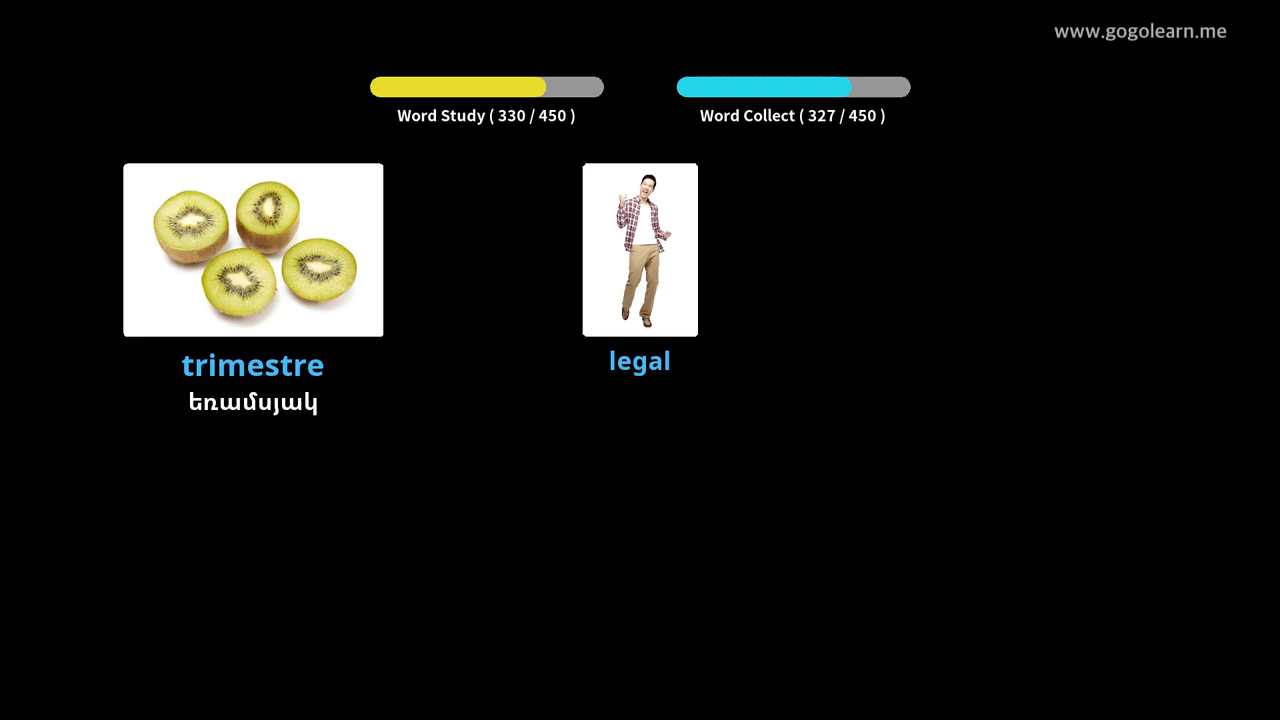 www.gogolearn.me
Word Study ( 330 / 450 )
Word Collect ( 327 / 450 )
trimestre
եռամսյակ
legal